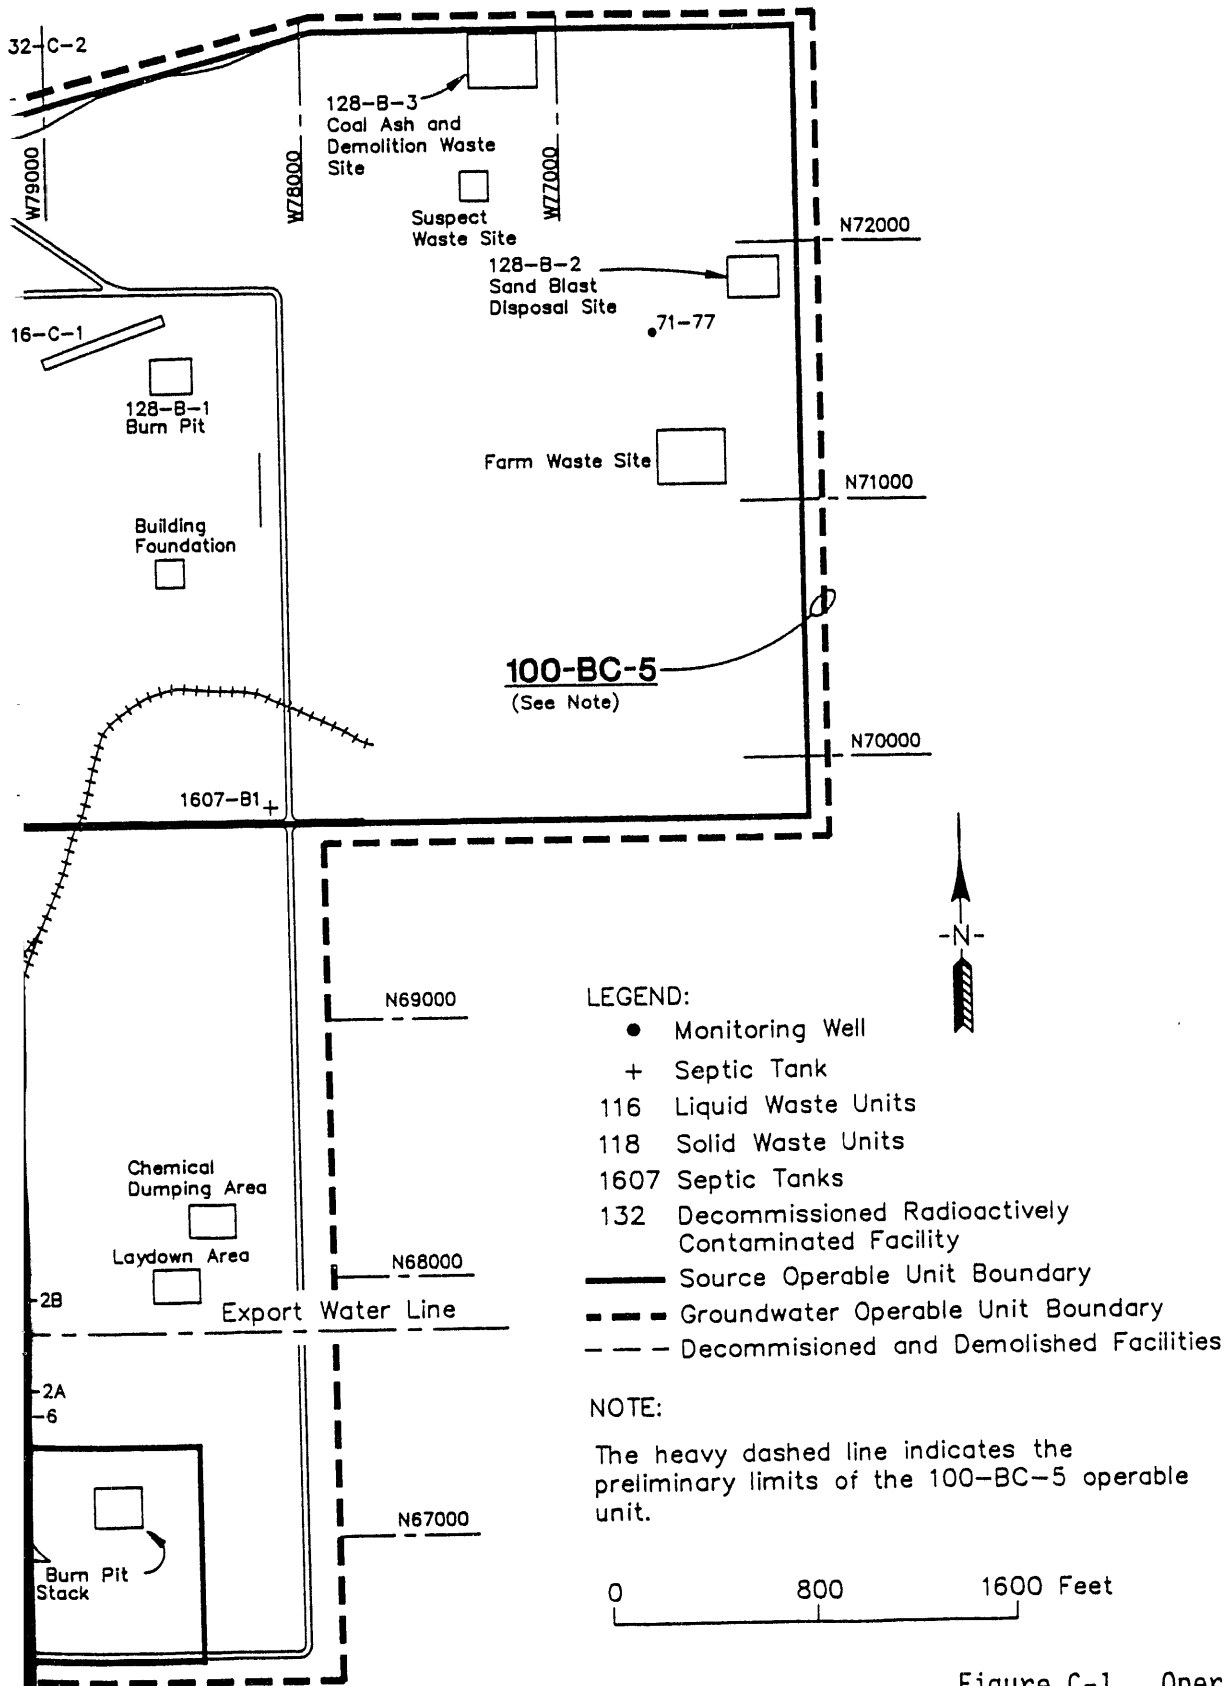 32-C-2
128-B-3
Coal Ash and
Demolition Waste
Site
W79000
W78000
W77000
Suspect
Waste Site
N72000
128-B-2
Sand Blast
Disposal Site
71-77
16-C-1
128-B-1
Burn Pit
Farm Waste Site
N71000
Building
Foundation
100-BC-5
(See Note)
N70000
1607-B1
-N-
N69000
LEGEND:
Monitoring Well
+ Septic Tank
116 Liquid Waste Units
118 Solid Waste Units
1607 Septic Tanks
132 Decommissioned Radioactively
Contaminated Facility
Source Operable Unit Boundary
Groundwater Operable Unit Boundary
Decommisioned and Demolished Facilities
Chemical
Dumping Area
Laydown Area
N68000
2B
Export Water Line
2A
6
NOTE:
The heavy dashed line indicates the
preliminary limits of the 100-BC-5 operable
unit.
N67000
Burn Pit
Stack
0 800 1600 Feet
Figure C-1. Oper